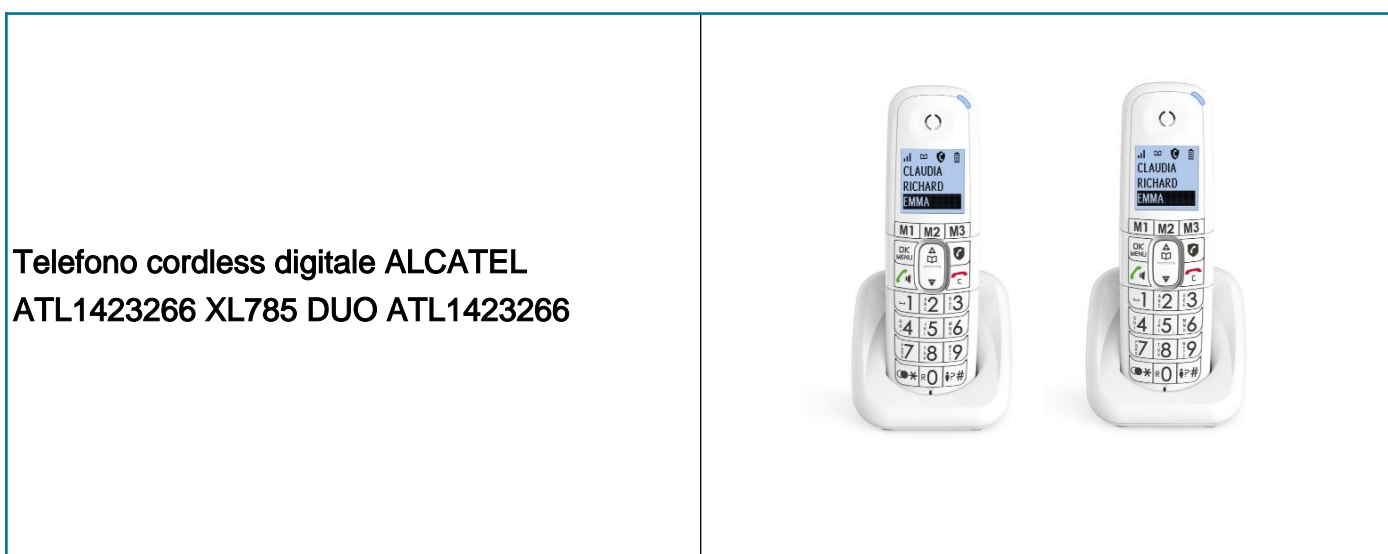 Telefono cordless digitale ALCATEL
ATL1423266 XL785 DUO ATL1423266
CLAUDIA
RICHARD
EMMA
M1 M2 M3
OK
MENU
C
1 2 3
4 5 6
7 8 9
* R 0 #
CLAUDIA
RICHARD
EMMA
M1 M2 M3
OK
MENU
C
1 2 3
4 5 6
7 8 9
* R 0 #